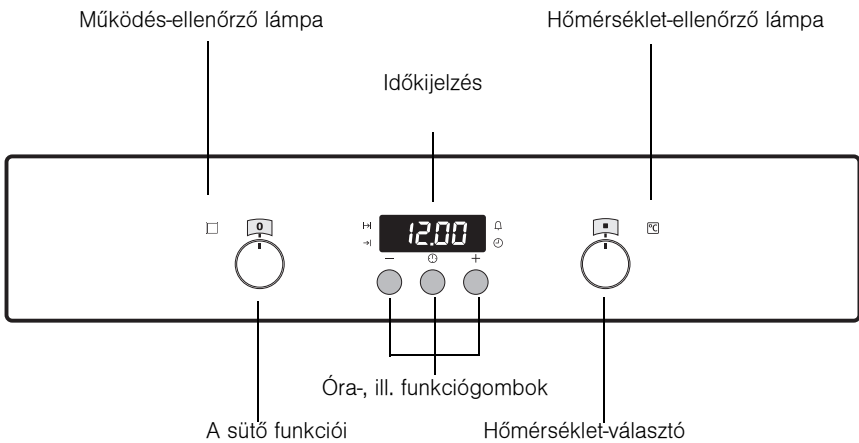 Működés-ellenőrző lámpa
Hőmérséklet-ellenőrző lámpa
Időkijelzés
0
12.00
°C
− +
Óra-, ill. funkciógombok
A sütő funkciói
Hőmérséklet-választó